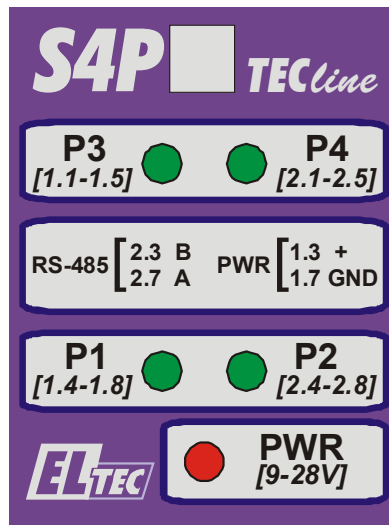 S4P TECline
P3 P4
[1.1-1.5] [2.1-2.5]
RS-485 [ 2.3 B PWR [ 1.3 +
2.7 A 1.7 GND
P1 P2
[1.4-1.8] [2.4-2.8]
ELTEC PWR
[9-28V]